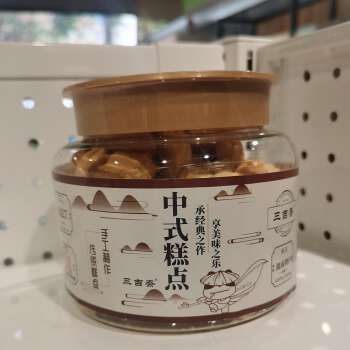 中式糕点
承经典之作
享美味之乐
手工制作
传统糕点
三吉斋
三吉斋